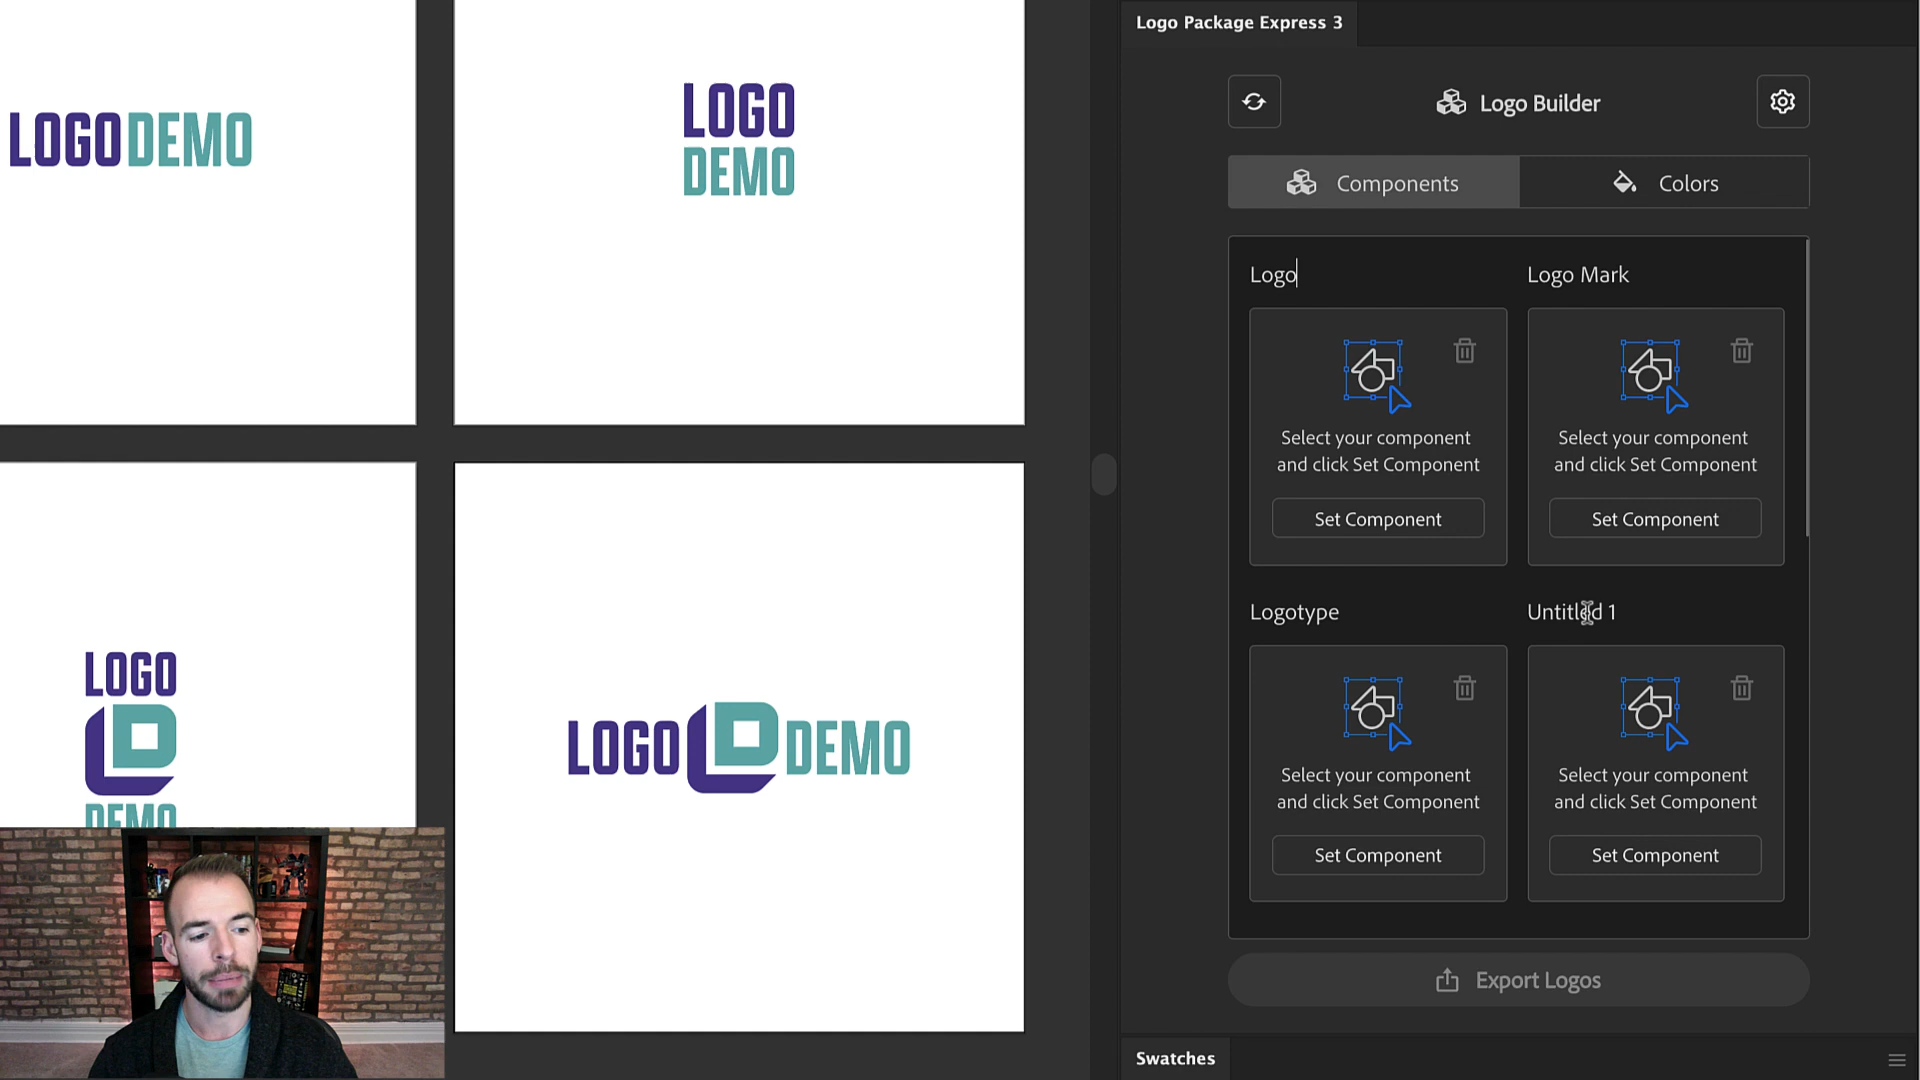 Logo Package Express 3
Logo Builder
Components
Colors
LOGODEMO
LOGO
DEMO
Logo
Logo Mark
Select your component
and click Set Component
Set Component
Select your component
and click Set Component
Set Component
Logotype
Untitled 1
Select your component
and click Set Component
Set Component
Select your component
and click Set Component
Set Component
LOGO
DEMO
LOGO DEMO
Export Logos
Swatches